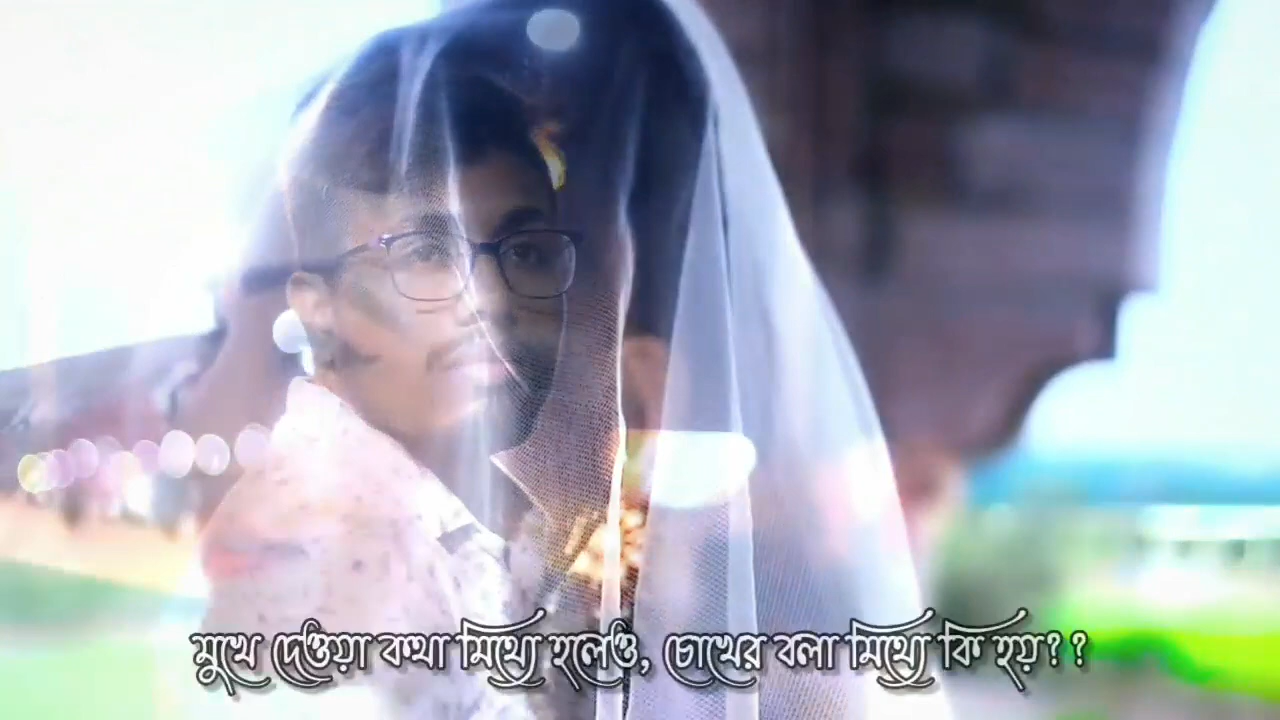 মুখে দেওয়া কথা মিথ্যে হলেও, চোখের বলা মিথ্যে কি হয়??